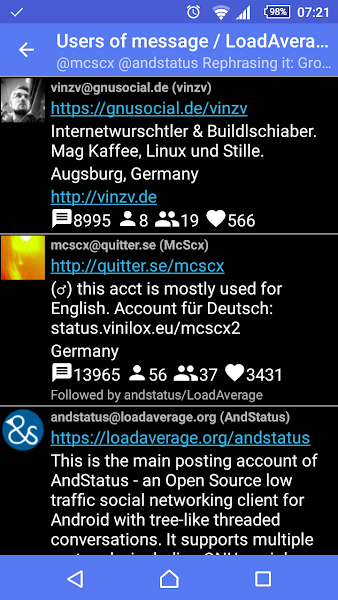 98% 07:21
Users of message / LoadAvera...
@mcscx @andstatus Rephrasing it: Gro...
vinzv@gnusocial.de (vinzv)
https://gnusocial.de/vinzv
Internetwurschtler & Buildlschiaber.
Mag Kaffee, Linux und Stille.
Augsburg, Germany
http://vinzv.de
8995 8 19 566
mcscx@quitter.se (McScx)
http://quitter.se/mcscx
(♂) this acct is mostly used for
English. Account für Deutsch:
status.vinilox.eu/mcscx2
Germany
13965 56 37 3431
Followed by andstatus/LoadAverage
&s
andstatus@loadaverage.org (AndStatus)
https://loadaverage.org/andstatus
This is the main posting account of
AndStatus - an Open Source low
traffic social networking client for
Android with tree-like threaded
conversations. It supports multiple